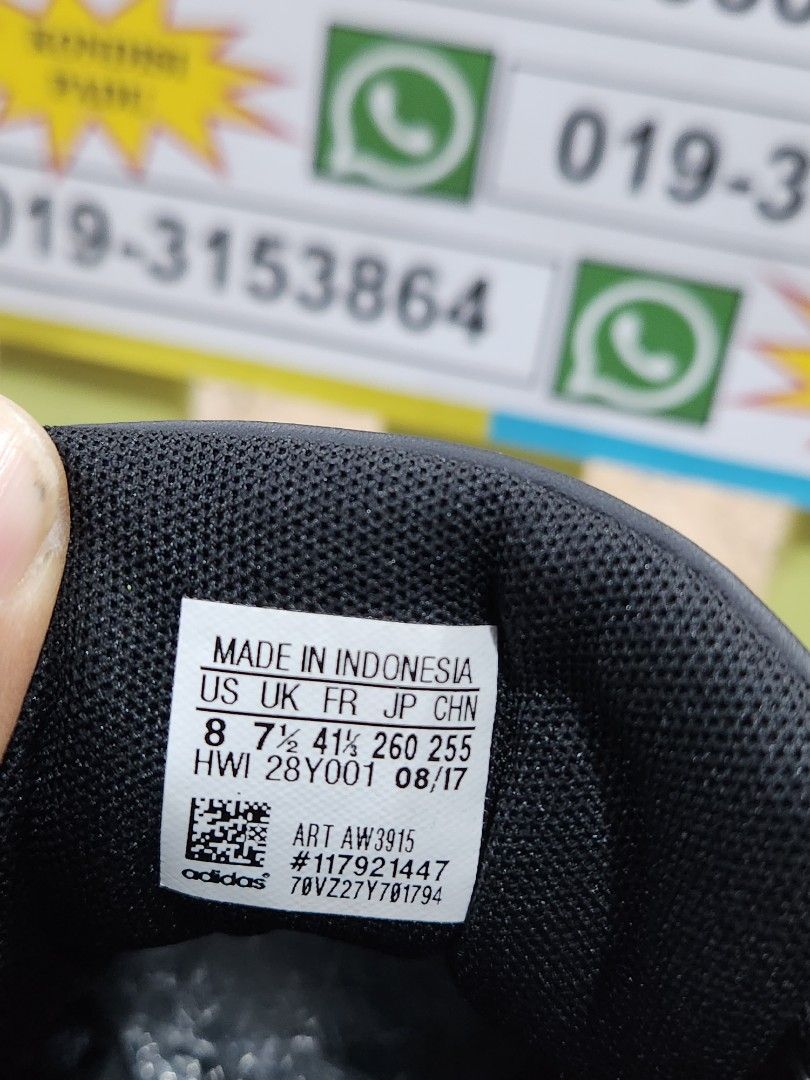 019-3
019-3153864
MADE IN INDONESIA
US UK FR JP CHN
8 7½ 41⅓ 260 255
HWI 28Y001 08/17
ART AW3915
#117921447
adidas
70VZ27Y701794